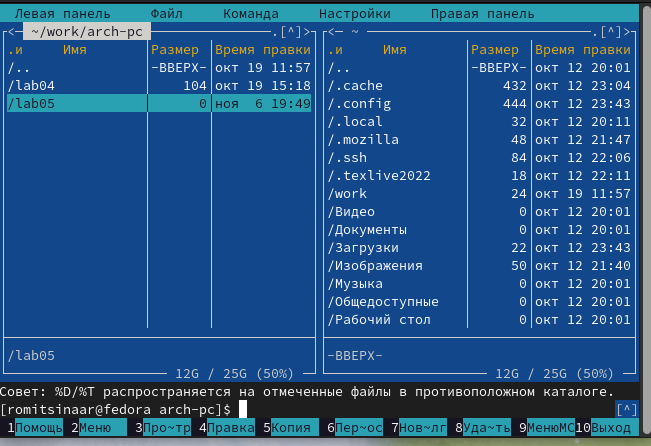 Левая панель Файл Команда Настройки Правая панель
<─ ~/work/arch-pc ─.[^]> <─ ~ ─.[^]>
.и Имя Размер Время правки .и Имя Размер Время правки
/.. -ВВЕРХ- окт 19 11:57 /.. -ВВЕРХ- окт 12 20:01
/lab04 104 окт 19 15:18 /.cache 432 окт 12 23:04
/lab05 0 ноя 6 19:49 /.config 444 окт 12 23:43
/.local 32 окт 12 20:11
/.mozilla 48 окт 12 21:47
/.ssh 84 окт 12 22:06
/.texlive2022 18 окт 12 22:11
/work 24 окт 19 11:57
/Видео 0 окт 12 20:01
/Документы 0 окт 12 20:01
/Загрузки 22 окт 12 23:43
/Изображения 50 окт 12 21:40
/Музыка 0 окт 12 20:01
/Общедоступные 0 окт 12 20:01
/Рабочий стол 0 окт 12 20:01
/lab05 -ВВЕРХ-
12G / 25G (50%) 12G / 25G (50%)
Совет: %D/%T распространяется на отмеченные файлы в противоположном каталоге.
[romitsinaar@fedora arch-pc]$ [^]
1Помощь 2Меню 3Про~тр 4Правка 5Копия 6Пер~ос 7Нов~лг 8Уда~ть 9МенюMC 10Выход